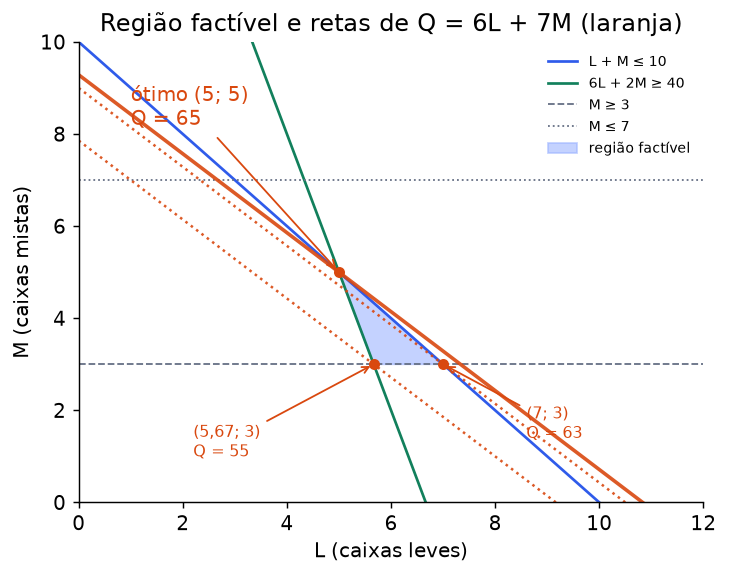 Região factível e retas de Q = 6L + 7M (laranja)
L + M ≤ 10
6L + 2M ≥ 40
M ≥ 3
M ≤ 7
região factível
ótimo (5; 5)
Q = 65
(5,67; 3)
Q = 55
(7; 3)
Q = 63
M (caixas mistas)
10
8
6
4
2
0
0
2
4
6
8
10
12
L (caixas leves)